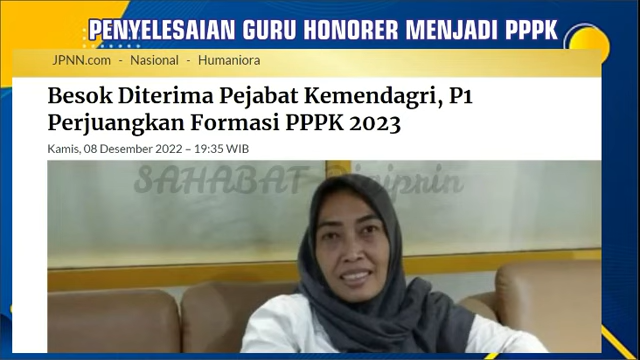 PENYELESAIAN GURU HONORER MENJADI PPPK
JPNN.com - Nasional - Humaniora
Besok Diterima Pejabat Kemendagri, P1
Perjuangkan Formasi PPPK 2023
Kamis, 08 Desember 2022 – 19:35 WIB
SAHABAT